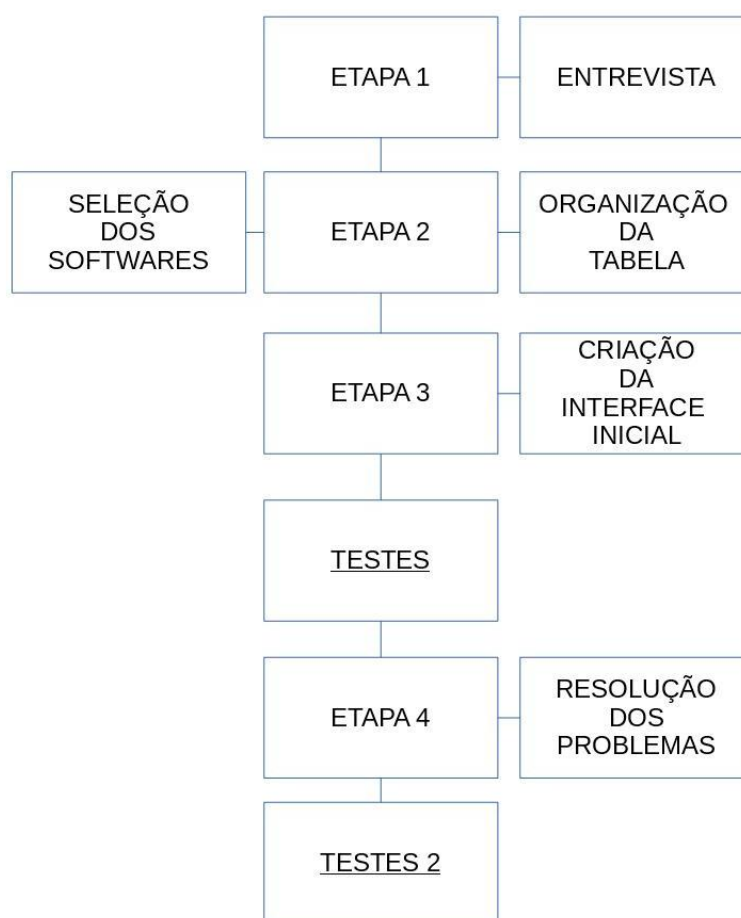 ETAPA 1
ENTREVISTA
SELEÇÃO
DOS
SOFTWARES
ETAPA 2
ORGANIZAÇÃO
DA
TABELA
ETAPA 3
CRIAÇÃO
DA
INTERFACE
INICIAL
TESTES
ETAPA 4
RESOLUÇÃO
DOS
PROBLEMAS
TESTES 2